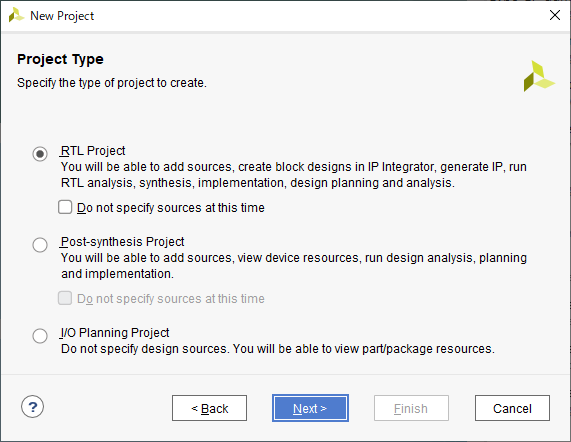 New Project
Project Type
Specify the type of project to create.
RTL Project
You will be able to add sources, create block designs in IP Integrator, generate IP, run
RTL analysis, synthesis, implementation, design planning and analysis.
Do not specify sources at this time
Post-synthesis Project
You will be able to add sources, view device resources, run design analysis, planning
and implementation.
Do not specify sources at this time
I/O Planning Project
Do not specify design sources. You will be able to view part/package resources.
?
< Back
Next >
Finish
Cancel